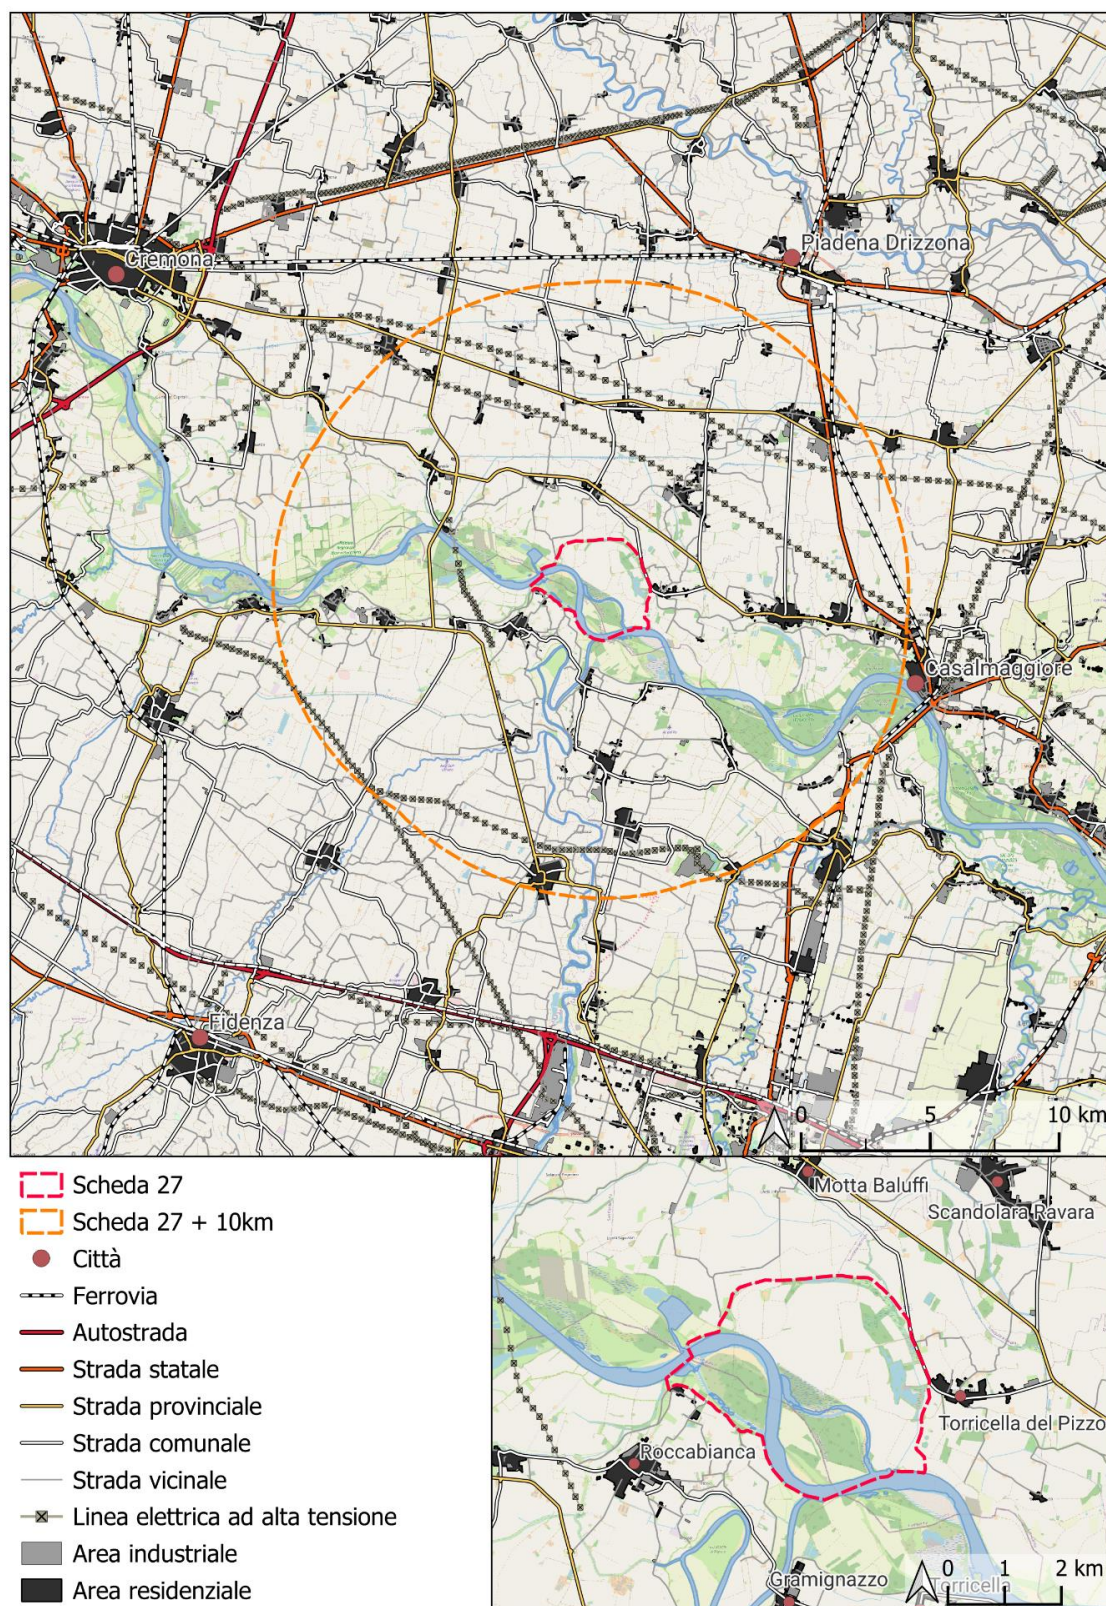 Piadena Drizzona
Cremona
Casalmaggiore
Fidenza
0 5 10 km
Scheda 27
Scheda 27 + 10km
Città
Ferrovia
Autostrada
Strada statale
Strada provinciale
Strada comunale
Strada vicinale
Linea elettrica ad alta tensione
Area industriale
Area residenziale
Motta Baluffi
Scandolara Ravara
Torricella del Pizzo
Roccabianca
Gramignazzo
0 1 2 km
Torricella